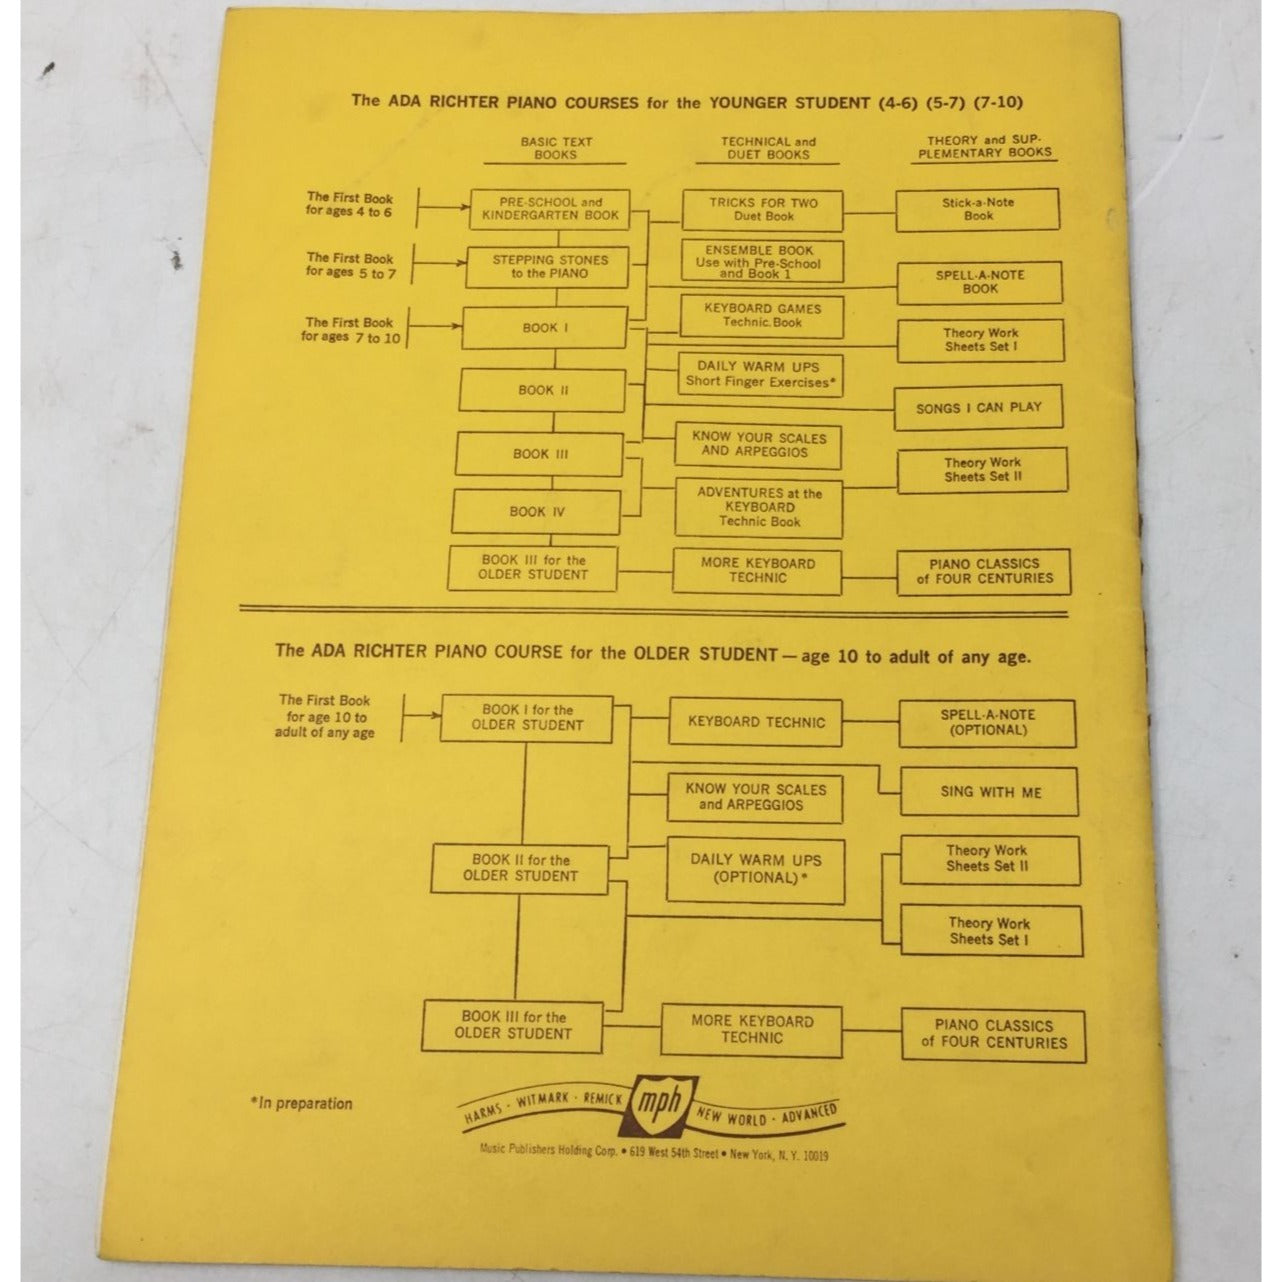 The ADA RICHTER PIANO COURSES for the YOUNGER STUDENT (4-6) (5-7) (7-10)
BASIC TEXT
BOOKS
TECHNICAL and
DUET BOOKS
THEORY and SUP-
PLEMENTARY BOOKS
The First Book
for ages 4 to 6
PRE-SCHOOL and
KINDERGARTEN BOOK
TRICKS FOR TWO
Duet Book
Stick-a-Note
Book
The First Book
for ages 5 to 7
STEPPING STONES
to the PIANO
ENSEMBLE BOOK
Use with Pre-School
and Book 1
SPELL-A-NOTE
BOOK
The First Book
for ages 7 to 10
BOOK I
KEYBOARD GAMES
Technic Book
Theory Work
Sheets Set I
BOOK II
DAILY WARM UPS
Short Finger Exercises*
SONGS I CAN PLAY
BOOK III
KNOW YOUR SCALES
AND ARPEGGIOS
Theory Work
Sheets Set II
BOOK IV
ADVENTURES at the
KEYBOARD
Technic Book
BOOK III for the
OLDER STUDENT
MORE KEYBOARD
TECHNIC
PIANO CLASSICS
of FOUR CENTURIES
The ADA RICHTER PIANO COURSE for the OLDER STUDENT — age 10 to adult of any age.
The First Book
for age 10 to
adult of any age
BOOK I for the
OLDER STUDENT
KEYBOARD TECHNIC
SPELL-A-NOTE
(OPTIONAL)
KNOW YOUR SCALES
and ARPEGGIOS
SING WITH ME
BOOK II for the
OLDER STUDENT
DAILY WARM UPS
(OPTIONAL)*
Theory Work
Sheets Set II
Theory Work
Sheets Set I
BOOK III for the
OLDER STUDENT
MORE KEYBOARD
TECHNIC
PIANO CLASSICS
of FOUR CENTURIES
*In preparation
HARMS · WITMARK · REMICK mph NEW WORLD · ADVANCED
Music Publishers Holding Corp. • 619 West 54th Street • New York, N. Y. 10019